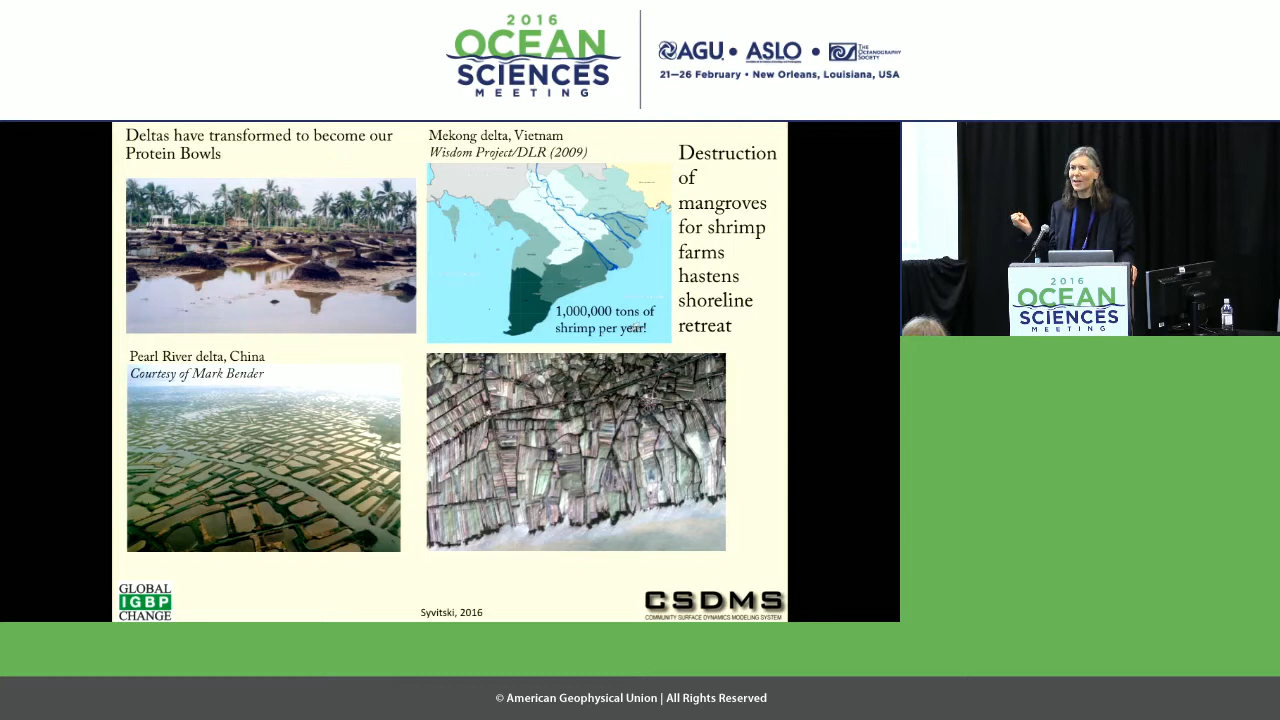 2016
OCEAN
SCIENCES
MEETING
AGU • ASLO • THE OCEANOGRAPHY SOCIETY
21—26 February • New Orleans, Louisiana, USA
Deltas have transformed to become our
Protein Bowls
Mekong delta, Vietnam
Wisdom Project/DLR (2009)
1,000,000 tons of
shrimp per year!
Destruction
of
mangroves
for shrimp
farms
hastens
shoreline
retreat
Pearl River delta, China
Courtesy of Mark Bender
GLOBAL
IGBP
CHANGE
Syvitski, 2016
CSDMS
COMMUNITY SURFACE DYNAMICS MODELING SYSTEM
2016
OCEAN
SCIENCES
MEETING
© American Geophysical Union | All Rights Reserved